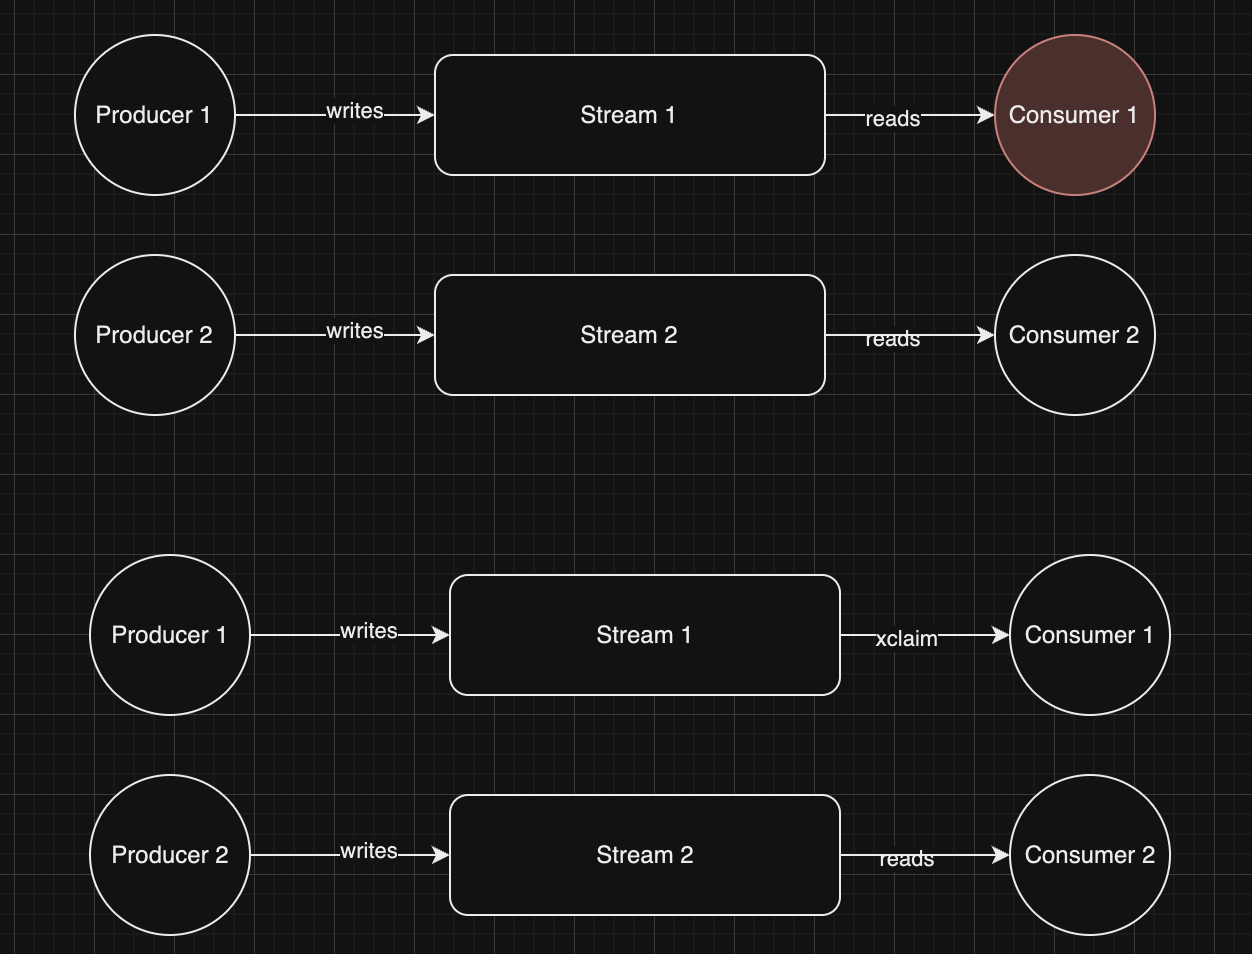 Producer 1
writes
Stream 1
reads
Consumer 1
Producer 2
writes
Stream 2
reads
Consumer 2
Producer 1
writes
Stream 1
xclaim
Consumer 1
Producer 2
writes
Stream 2
reads
Consumer 2